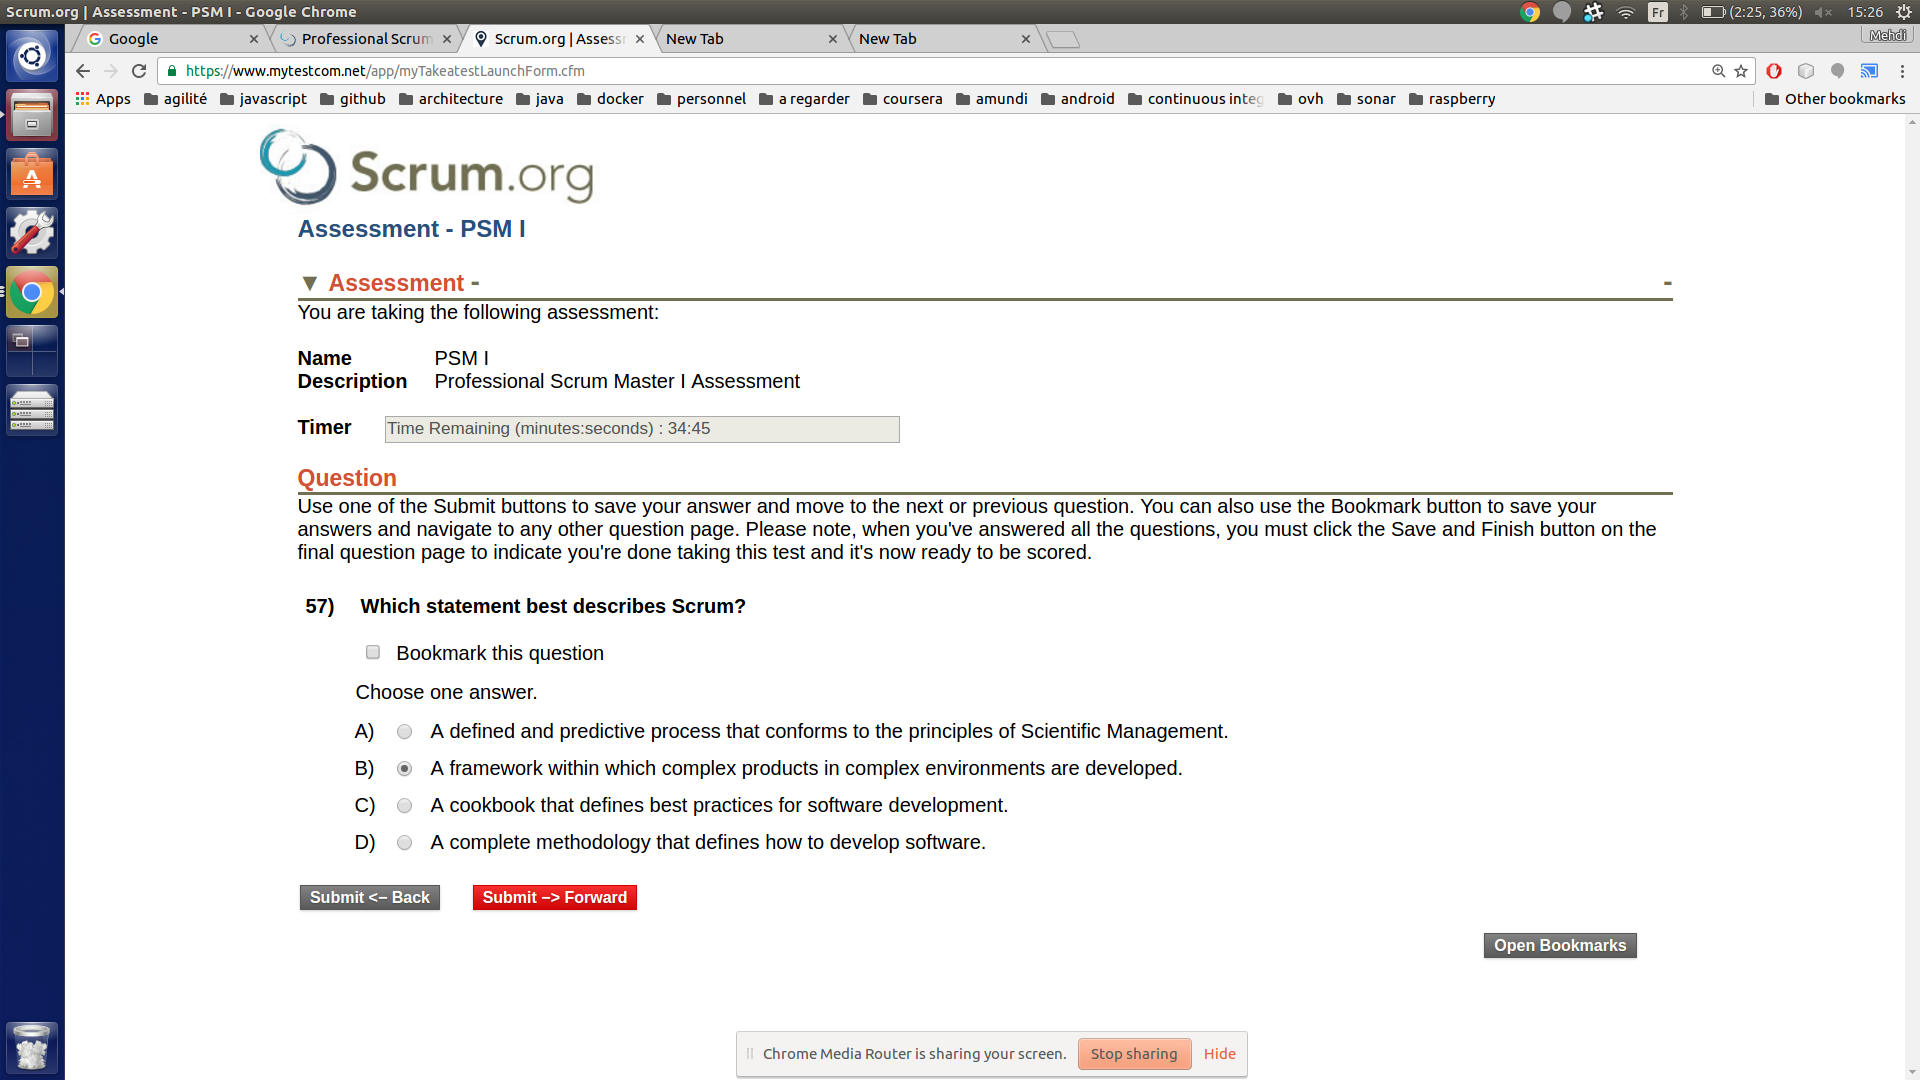 Scrum.org | Assessment - PSM I - Google Chrome
Fr (2:25, 36%) 15:26
Google Professional Scrum Scrum.org | Assess New Tab New Tab Mehdi
https://www.mytestcom.net/app/myTakeatestLaunchForm.cfm
Apps agilité javascript github architecture java docker personnel a regarder coursera amundi android continuous integ ovh sonar raspberry Other bookmarks
Scrum.org
Assessment - PSM I
▼ Assessment - -
You are taking the following assessment:
Name PSM I
Description Professional Scrum Master I Assessment
Timer Time Remaining (minutes:seconds) : 34:45
Question
Use one of the Submit buttons to save your answer and move to the next or previous question. You can also use the Bookmark button to save your
answers and navigate to any other question page. Please note, when you've answered all the questions, you must click the Save and Finish button on the
final question page to indicate you're done taking this test and it's now ready to be scored.
57) Which statement best describes Scrum?
Bookmark this question
Choose one answer.
A) A defined and predictive process that conforms to the principles of Scientific Management.
B) A framework within which complex products in complex environments are developed.
C) A cookbook that defines best practices for software development.
D) A complete methodology that defines how to develop software.
Submit <– Back Submit –> Forward
Open Bookmarks
Chrome Media Router is sharing your screen. Stop sharing Hide